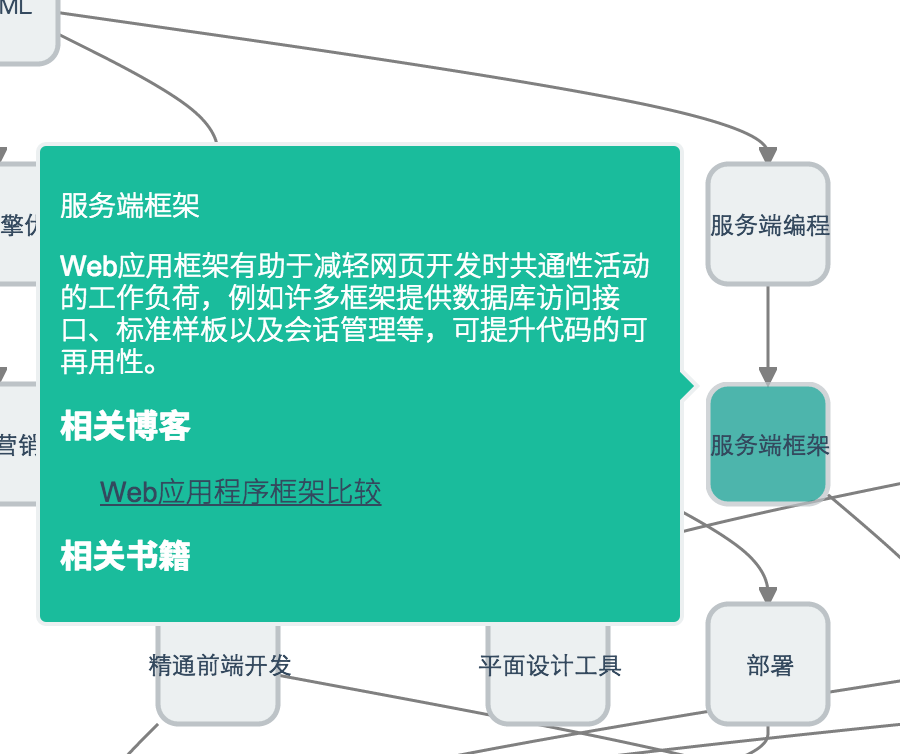 ML
服务端框架
Web应用框架有助于减轻网页开发时共通性活动
的工作负荷，例如许多框架提供数据库访问接
口、标准样板以及会话管理等，可提升代码的可
再用性。
相关博客
Web应用程序框架比较
相关书籍
服务端编程
擎
营销
服务端框架
精通前端开发
平面设计工具
部署